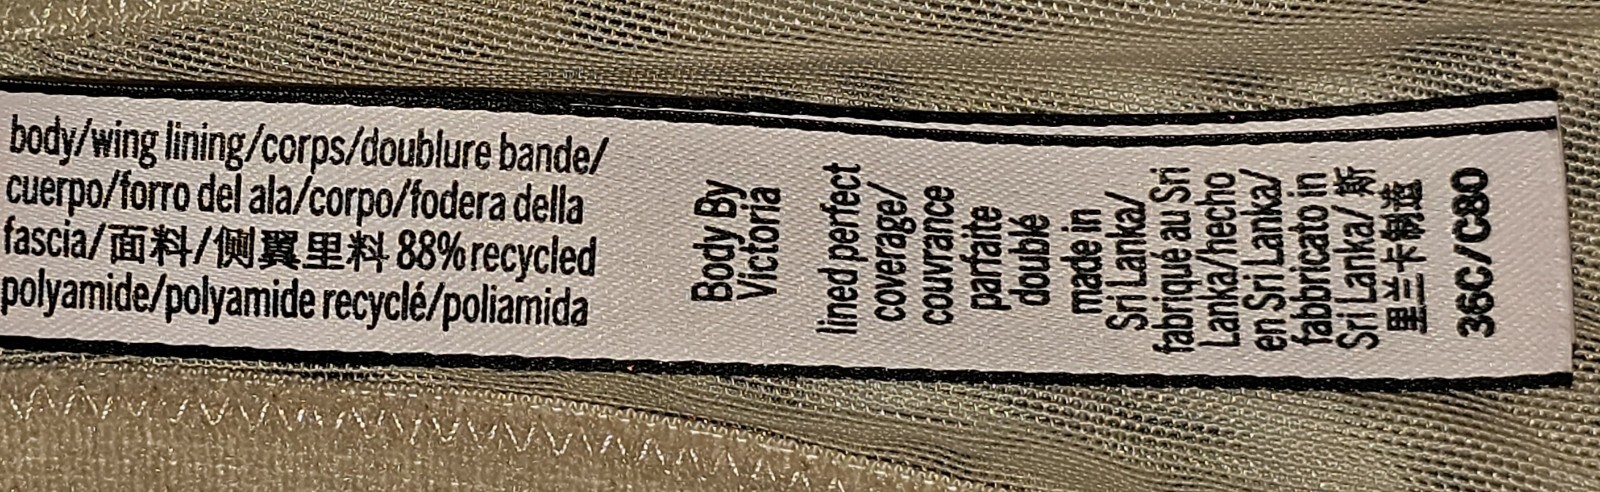 body/wing lining/corps/doublure bande/
cuerpo/forro del ala/corpo/fodera della
fascia/面料/侧翼里料 88% recycled
polyamide/polyamide recyclé/poliamida
Body By
Victoria
lined perfect
coverage/
couvrance
parfaite
doublé
made in
Sri Lanka/
fabriqué au Sri
Lanka/hecho
en Sri Lanka/
fabbricato in
Sri Lanka/ 斯
里兰卡制造
36C/C80